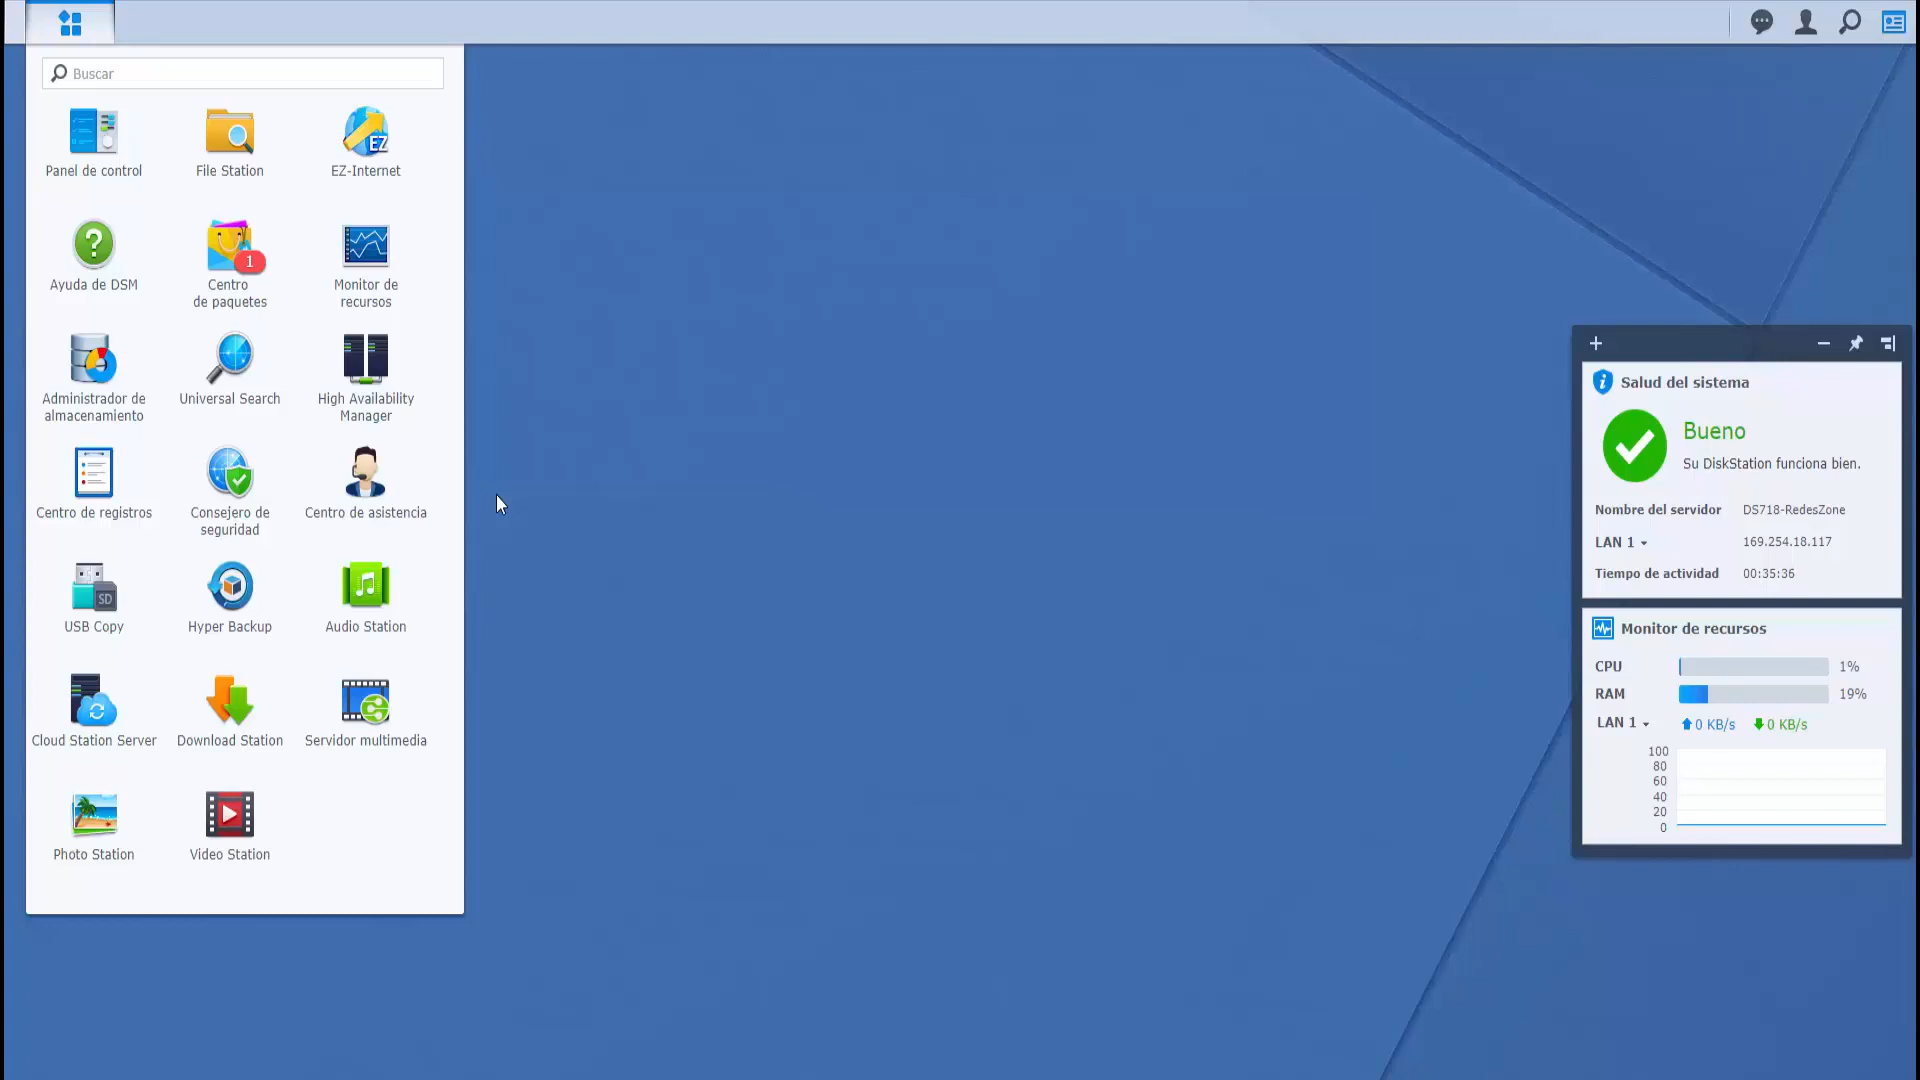 Buscar
Panel de control
File Station
EZ
EZ-Internet
?
1
Ayuda de DSM
Centro
de paquetes
Monitor de
recursos
Administrador de
almacenamiento
Universal Search
High Availability
Manager
Centro de registros
Consejero de
seguridad
Centro de asistencia
SD
USB Copy
Hyper Backup
Audio Station
Cloud Station Server
Download Station
Servidor multimedia
Photo Station
Video Station
Salud del sistema
Bueno
Su DiskStation funciona bien.
Nombre del servidor DS718-RedesZone
LAN 1 169.254.18.117
Tiempo de actividad 00:35:36
Monitor de recursos
CPU 1%
RAM 19%
LAN 1 0 KB/s 0 KB/s
100
80
60
40
20
0